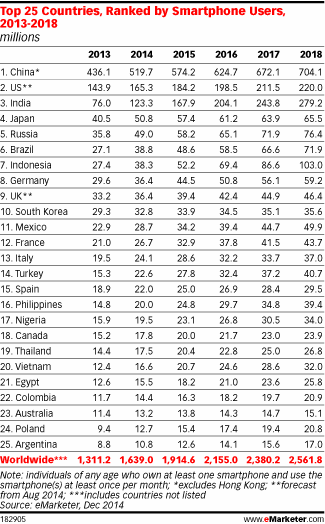 Top 25 Countries, Ranked by Smartphone Users,
2013-2018
millions
2013 2014 2015 2016 2017 2018
1. China* 436.1 519.7 574.2 624.7 672.1 704.1
2. US** 143.9 165.3 184.2 198.5 211.5 220.0
3. India 76.0 123.3 167.9 204.1 243.8 279.2
4. Japan 40.5 50.8 57.4 61.2 63.9 65.5
5. Russia 35.8 49.0 58.2 65.1 71.9 76.4
6. Brazil 27.1 38.8 48.6 58.5 66.6 71.9
7. Indonesia 27.4 38.3 52.2 69.4 86.6 103.0
8. Germany 29.6 36.4 44.5 50.8 56.1 59.2
9. UK** 33.2 36.4 39.4 42.4 44.9 46.4
10. South Korea 29.3 32.8 33.9 34.5 35.1 35.6
11. Mexico 22.9 28.7 34.2 39.4 44.7 49.9
12. France 21.0 26.7 32.9 37.8 41.5 43.7
13. Italy 19.5 24.1 28.6 32.2 33.7 37.0
14. Turkey 15.3 22.6 27.8 32.4 37.2 40.7
15. Spain 18.9 22.0 25.0 26.9 28.4 29.5
16. Philippines 14.8 20.0 24.8 29.7 34.8 39.4
17. Nigeria 15.9 19.5 23.1 26.8 30.5 34.0
18. Canada 15.2 17.8 20.0 21.7 23.0 23.9
19. Thailand 14.4 17.5 20.4 22.8 25.0 26.8
20. Vietnam 12.4 16.6 20.7 24.6 28.6 32.0
21. Egypt 12.6 15.5 18.2 21.0 23.6 25.8
22. Colombia 11.7 14.4 16.3 18.2 19.7 20.9
23. Australia 11.4 13.2 13.8 14.3 14.7 15.1
24. Poland 9.4 12.7 15.4 17.4 19.4 20.8
25. Argentina 8.8 10.8 12.6 14.1 15.6 17.0
Worldwide*** 1,311.2 1,639.0 1,914.6 2,155.0 2,380.2 2,561.8
Note: individuals of any age who own at least one smartphone and use the
smartphone(s) at least once per month; *excludes Hong Kong; **forecast
from Aug 2014; ***includes countries not listed
Source: eMarketer, Dec 2014
182905 www.eMarketer.com